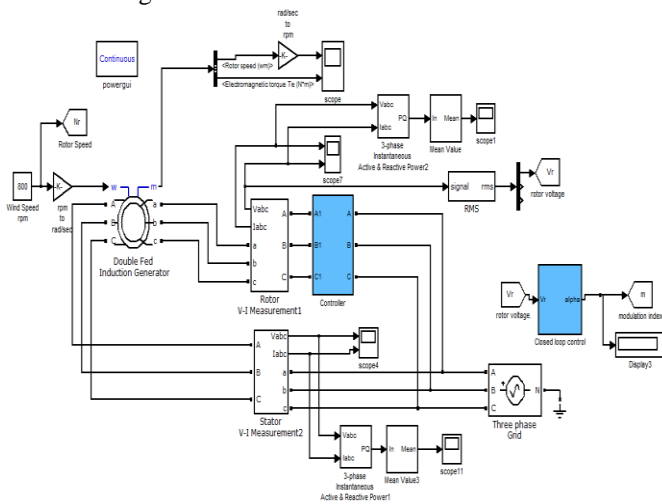 rad/sec
to
rpm
Continuous
powergui
-K-
<Rotor speed (wm)>
<Electromagnetic torque Te (N*m)>
scope
Nr
Rotor Speed
Vabc
Iabc
PQ
3-phase
Instantaneous
Active & Reactive Power2
In
Mean
Mean Value
scope1
scope7
800
Wind Speed
rpm
-K-
rpm
to
rad/sec
w
m
A
B
C
a
b
c
Double Fed
Induction Generator
Vabc
Iabc
a
b
c
A
B
C
Rotor
V-I Measurement1
A1
B1
C1
A
B
C
Controller
signal
rms
RMS
Vr
rotor voltage
Vr
rotor voltage.
Vr
alpha
Closed loop control
m
modulation index
Display3
A
B
C
Vabc
Iabc
a
b
c
Stator
V-I Measurement2
scope4
A
B
C
N
Three phase
Vabc
Iabc
PQ
3-phase
Instantaneous
Active & Reactive Power1
In
Mean
Mean Value3
scope11